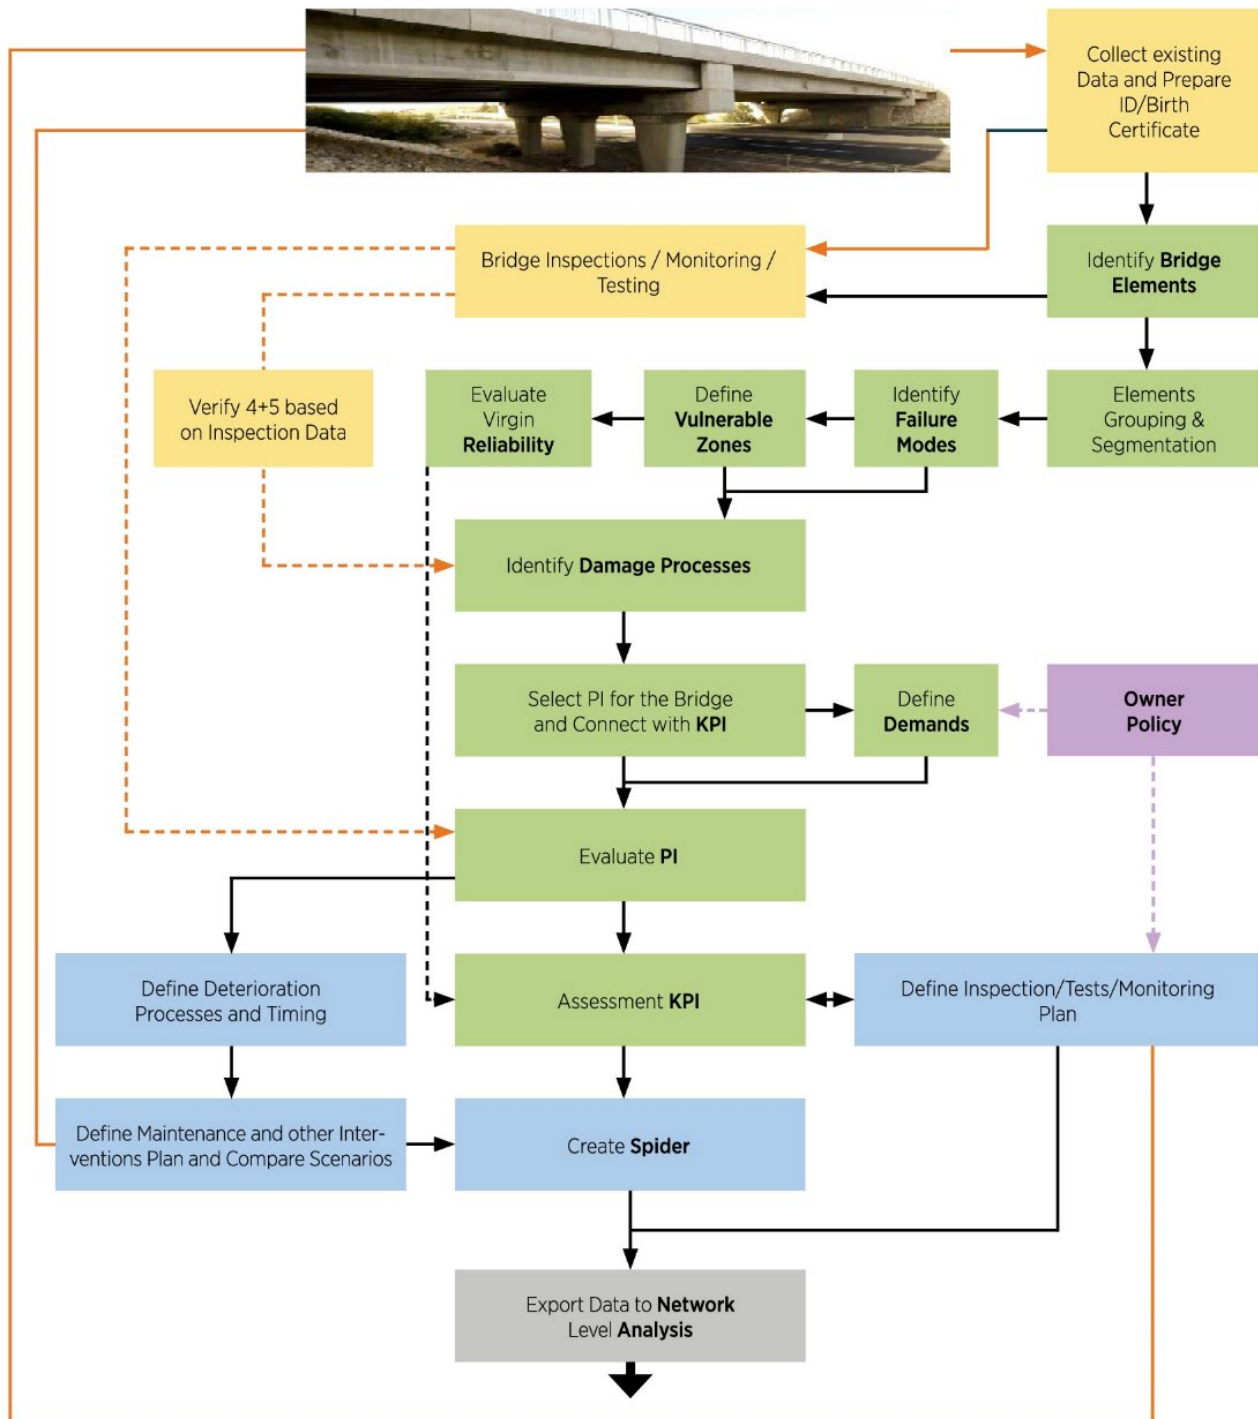 Collect existing
Data and Prepare
ID/Birth
Certificate
Bridge Inspections / Monitoring /
Testing
Identify Bridge
Elements
Verify 4+5 based
on Inspection Data
Evaluate
Virgin
Reliability
Define
Vulnerable
Zones
Identify
Failure
Modes
Elements
Grouping &
Segmentation
Identify Damage Processes
Select PI for the Bridge
and Connect with KPI
Define
Demands
Owner
Policy
Evaluate PI
Define Deterioration
Processes and Timing
Assessment KPI
Define Inspection/Tests/Monitoring
Plan
Define Maintenance and other Inter-
ventions Plan and Compare Scenarios
Create Spider
Export Data to Network
Level Analysis